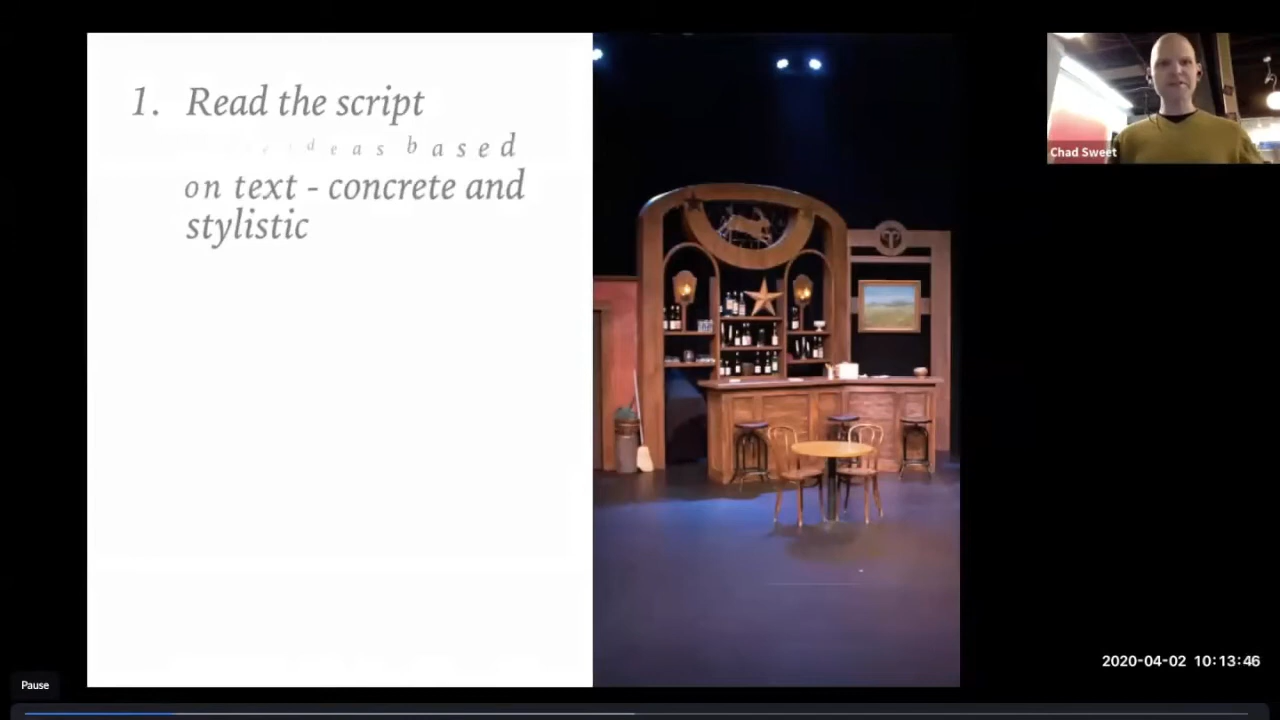 1. Read the script
ideas based
on text - concrete and
stylistic
Chad Sweet
2020-04-02 10:13:46
Pause